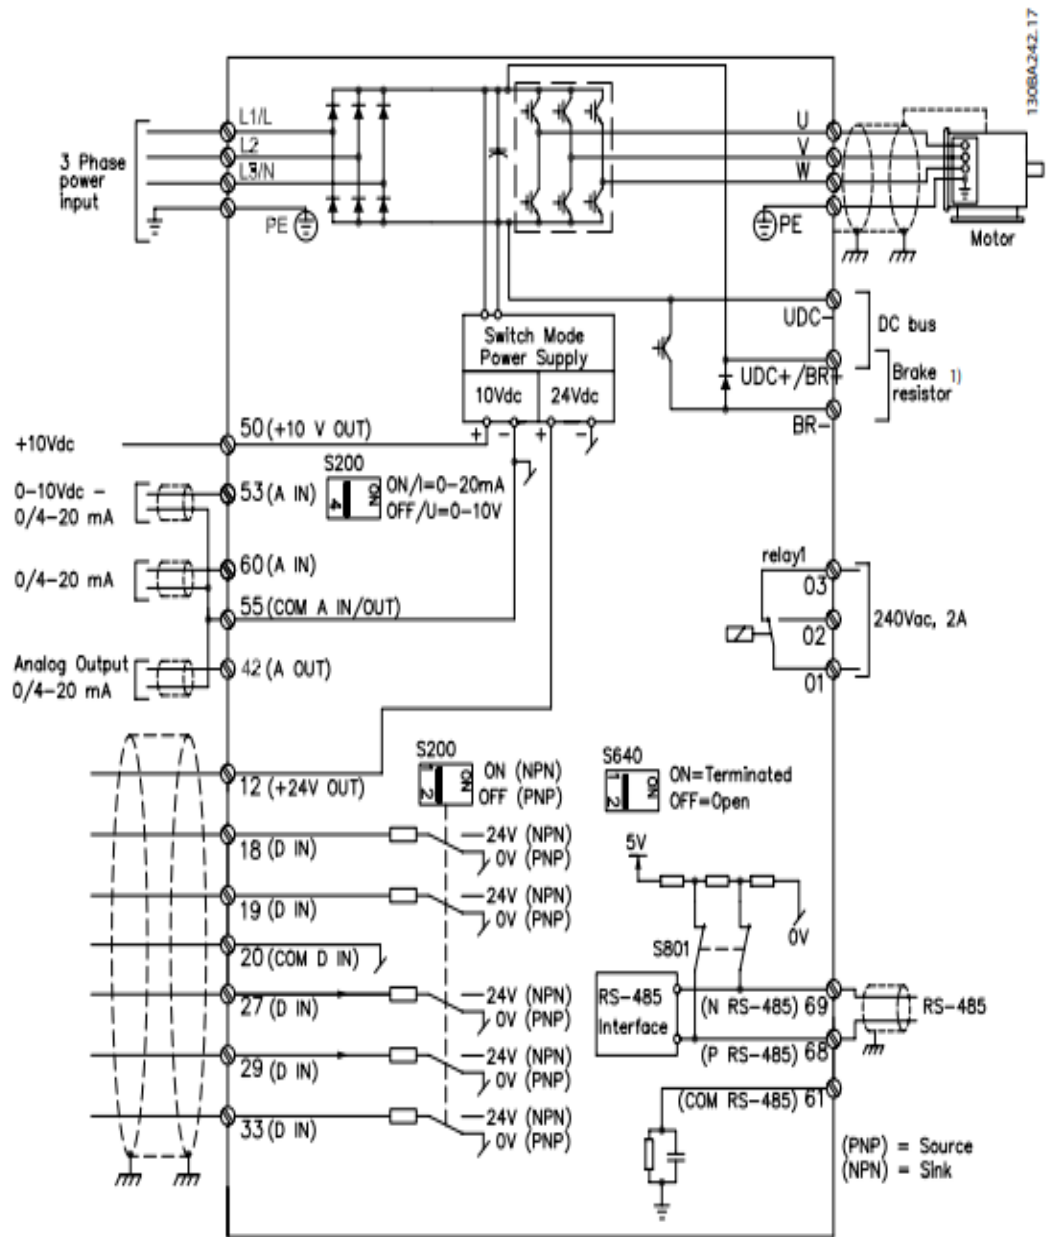 130BA242.17
3 Phase
power
input
L1/L
L2
L3/N
PE
U
V
W
PE
Motor
UDC-
DC bus
UDC+/BR+
Brake 1)
resistor
BR-
Switch Mode
Power Supply
10Vdc
24Vdc
+ - + -
+10Vdc
50 (+10 V OUT)
S200
ON
4
ON/I=0-20mA
OFF/U=0-10V
0-10Vdc -
0/4-20 mA
53 (A IN)
0/4-20 mA
60 (A IN)
55 (COM A IN/OUT)
Analog Output
0/4-20 mA
42 (A OUT)
relay1
03
02
01
240Vac, 2A
12 (+24V OUT)
S200
1 2
ON
ON (NPN)
OFF (PNP)
S640
1 2
ON
ON=Terminated
OFF=Open
18 (D IN)
24V (NPN)
0V (PNP)
19 (D IN)
24V (NPN)
0V (PNP)
20 (COM D IN)
27 (D IN)
24V (NPN)
0V (PNP)
29 (D IN)
24V (NPN)
0V (PNP)
33 (D IN)
24V (NPN)
0V (PNP)
5V
0V
S801
RS-485
Interface
(N RS-485) 69
RS-485
(P RS-485) 68
(COM RS-485) 61
(PNP) = Source
(NPN) = Sink